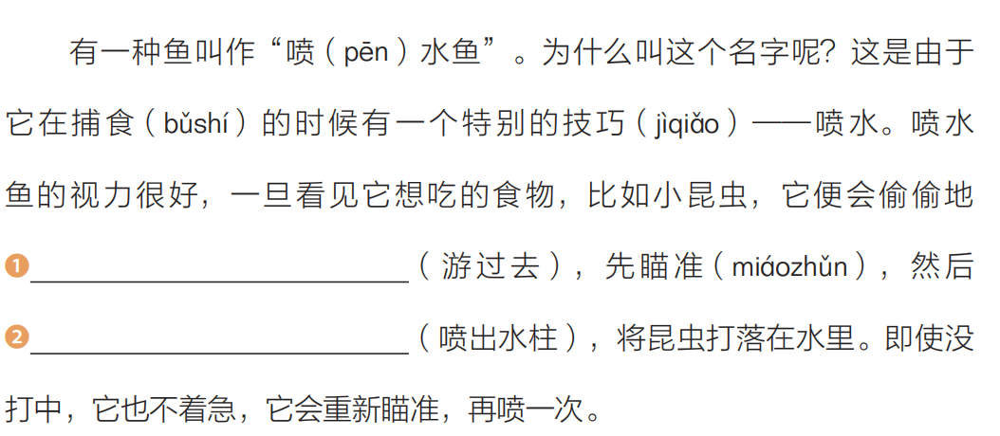 有一种鱼叫作“喷（pēn）水鱼”。为什么叫这个名字呢？这是由于
它在捕食（bǔshí）的时候有一个特别的技巧（jìqiǎo）——喷水。喷水
鱼的视力很好，一旦看见它想吃的食物，比如小昆虫，它便会偷偷地
❶____________________（游过去），先瞄准（miáozhǔn），然后
❷____________________（喷出水柱），将昆虫打落在水里。即使没
打中，它也不着急，它会重新瞄准，再喷一次。